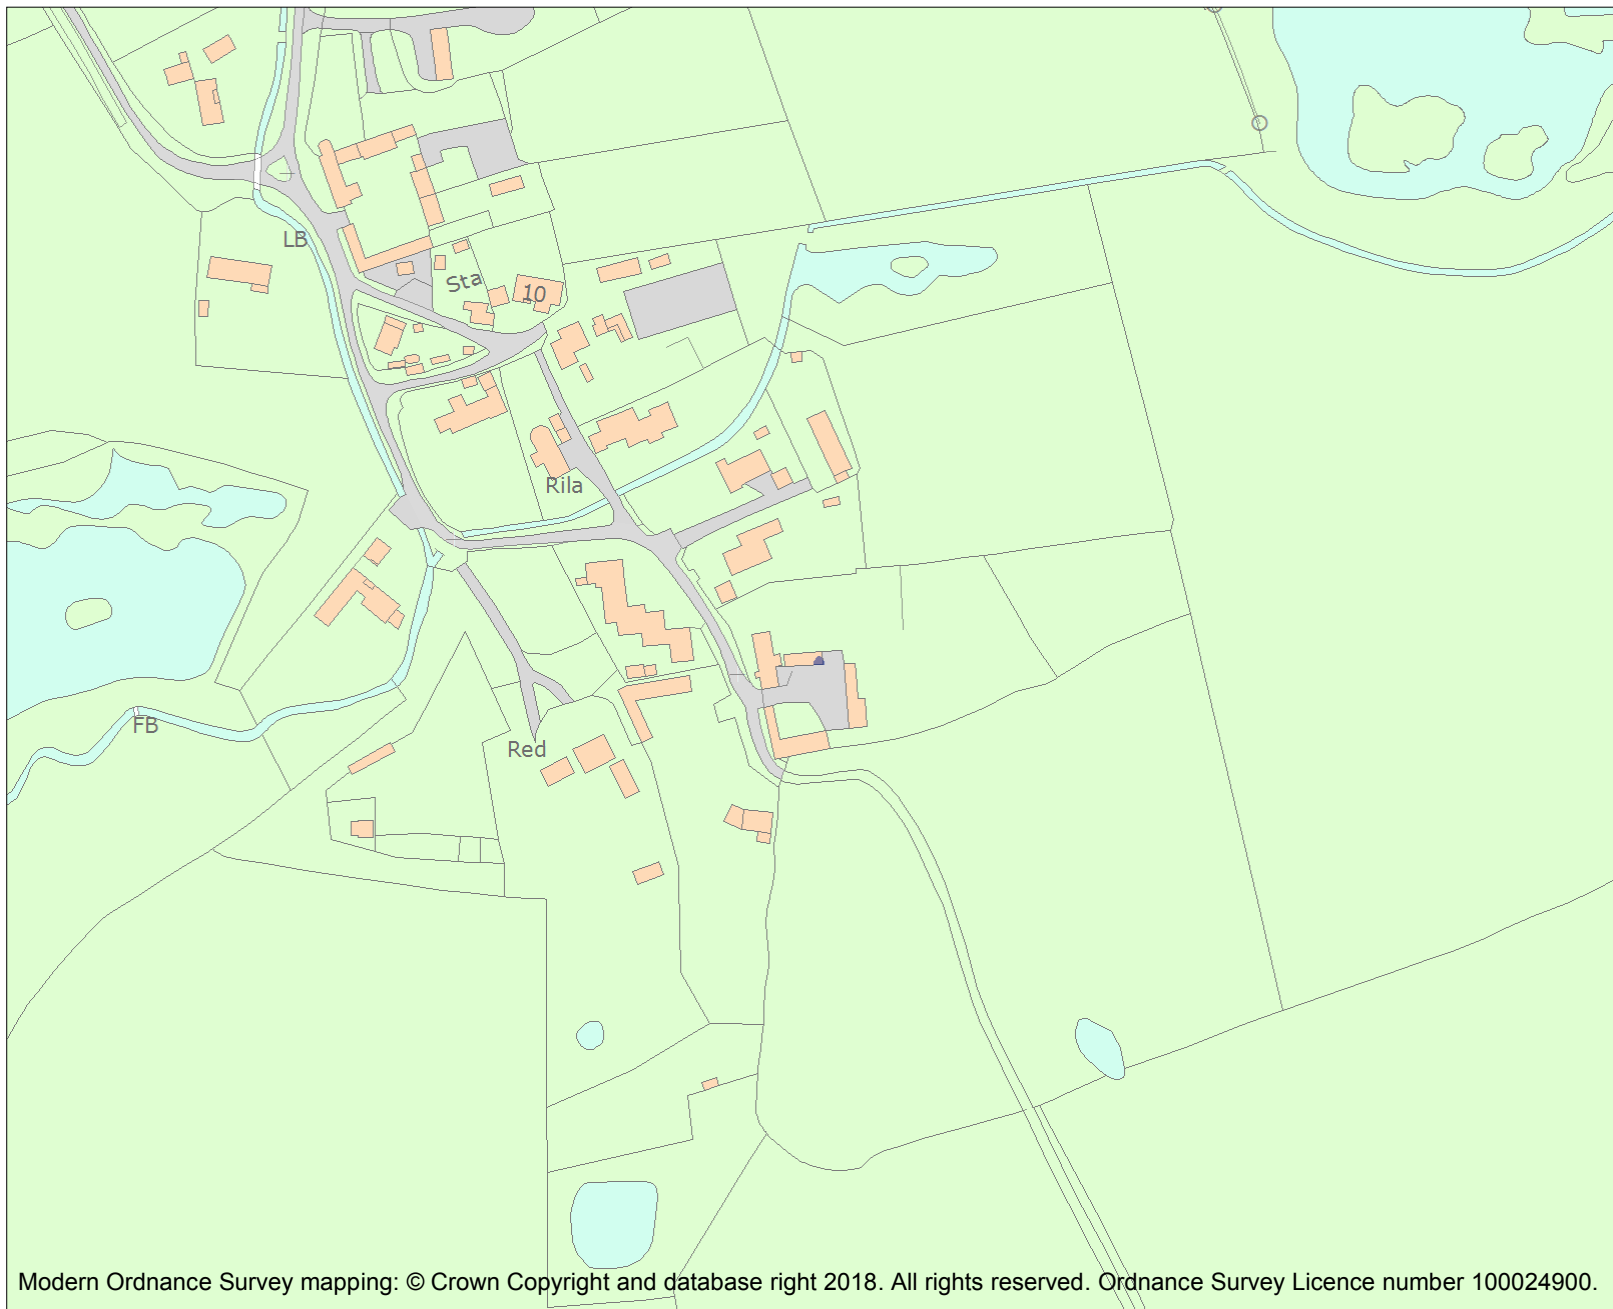 LB
Sta
10
Rila
FB
Red
Modern Ordnance Survey mapping: © Crown Copyright and database right 2018. All rights reserved. Ordnance Survey Licence number 100024900.